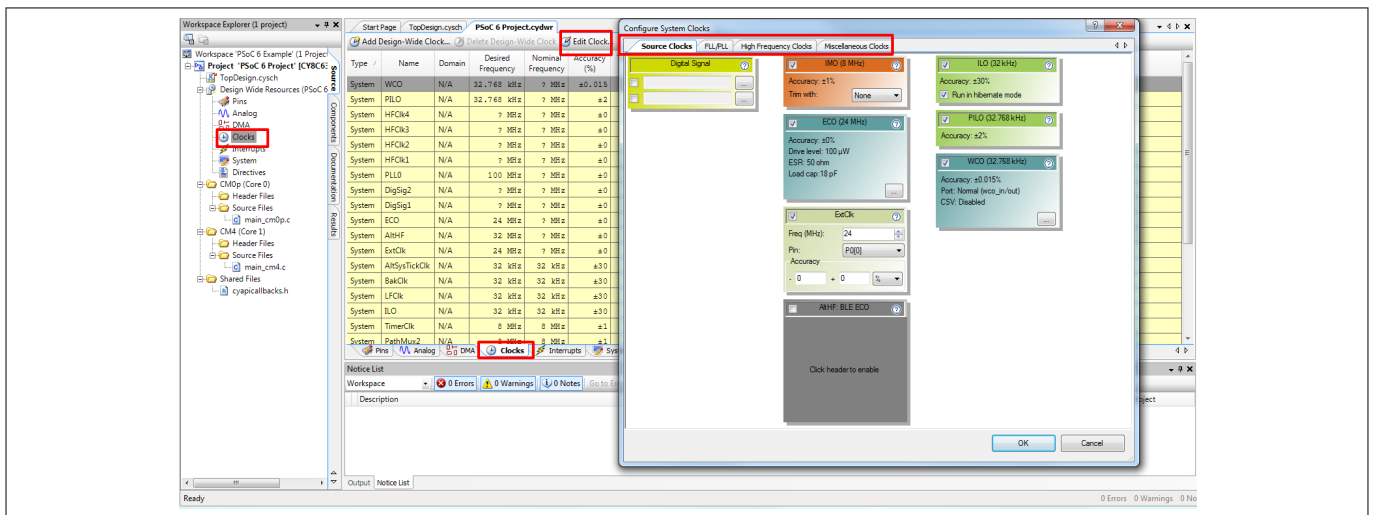 Workspace Explorer (1 project)
Workspace 'PSoC 6 Example' (1 Project
Project 'PSoC 6 Project' [CY8C63
TopDesign.cysch
Design Wide Resources (PSoC 6
Pins
Analog
DMA
Clocks
Interrupts
System
Directives
CM0p (Core 0)
Header Files
Source Files
main_cm0p.c
CM4 (Core 1)
Header Files
Source Files
main_cm4.c
Shared Files
cyapicallbacks.h
Source
Components
Documentation
Results
Start Page TopDesign.cysch PSoC 6 Project.cydwr
Add Design-Wide Clock... Delete Design-Wide Clock Edit Clock...
Type / Name Domain Desired Frequency Nominal Frequency Accuracy (%)
System WCO N/A 32.768 kHz ? MHz ±0.015
System PILO N/A 32.768 kHz ? MHz ±2
System HFClk4 N/A ? MHz ? MHz ±0
System HFClk3 N/A ? MHz ? MHz ±0
System HFClk2 N/A ? MHz ? MHz ±0
System HFClk1 N/A ? MHz ? MHz ±0
System PLL0 N/A 100 MHz ? MHz ±0
System DigSig2 N/A ? MHz ? MHz ±0
System DigSig1 N/A ? MHz ? MHz ±0
System ECO N/A 24 MHz ? MHz ±0
System AltHF N/A 32 MHz ? MHz ±0
System ExtClk N/A 24 MHz ? MHz ±0
System AltSysTickClk N/A 32 kHz 32 kHz ±30
System BakClk N/A 32 kHz 32 kHz ±30
System LFClk N/A 32 kHz 32 kHz ±30
System ILO N/A 32 kHz 32 kHz ±30
System TimerClk N/A 8 MHz 8 MHz ±1
System PathMux2 N/A 8 MHz 8 MHz ±1
Pins Analog DMA Clocks Interrupts Sys
Notice List
Workspace 0 Errors 0 Warnings 0 Notes Go to Er
Description
oject
Output Notice List
Ready
0 Errors 0 Warnings 0 No
Configure System Clocks
Source Clocks FLL/PLL High Frequency Clocks Miscellaneous Clocks
Digital Signal
...
...
IMO (8 MHz)
Accuracy: ±1%
Trim with: None
ECO (24 MHz)
Accuracy: ±0%
Drive level: 100 µW
ESR: 50 ohm
Load cap:18 pF
...
ExtClk
Freq (MHz): 24
Pin: P0[0]
Accuracy
- 0 + 0 %
AltHF: BLE ECO
Click header to enable
ILO (32 kHz)
Accuracy: ±30%
Run in hibernate mode
PILO (32.768 kHz)
Accuracy: ±2%
WCO (32.768 kHz)
Accuracy: ±0.015%
Port: Normal (wco_in/out)
CSV: Disabled
...
OK Cancel